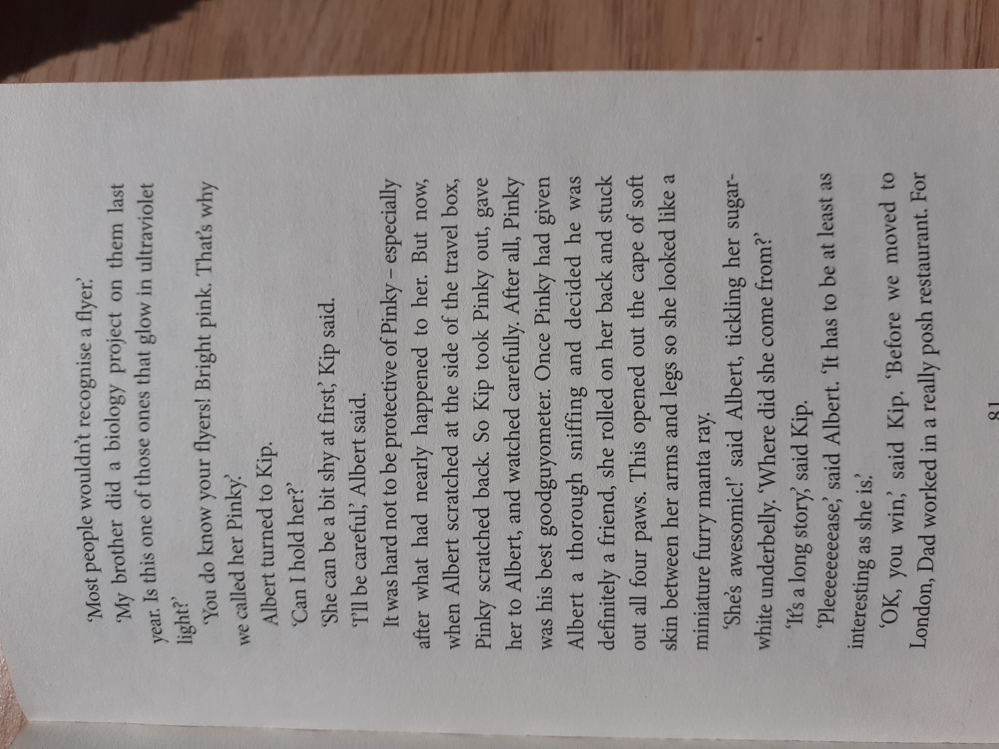 ‘Most people wouldn’t recognise a flyer.’
‘My brother did a biology project on them last
year. Is this one of those ones that glow in ultraviolet
light?’
‘You do know your flyers! Bright pink. That’s why
we called her Pinky.’
Albert turned to Kip.
‘Can I hold her?’
‘She can be a bit shy at first,’ Kip said.
‘I’ll be careful,’ Albert said.
It was hard not to be protective of Pinky – especially
after what had nearly happened to her. But now,
when Albert scratched at the side of the travel box,
Pinky scratched back. So Kip took Pinky out, gave
her to Albert, and watched carefully. After all, Pinky
was his best goodguyometer. Once Pinky had given
Albert a thorough sniffing and decided he was
definitely a friend, she rolled on her back and stuck
out all four paws. This opened out the cape of soft
skin between her arms and legs so she looked like a
miniature furry manta ray.
‘She’s awesomic!’ said Albert, tickling her sugar-
white underbelly. ‘Where did she come from?’
‘It’s a long story,’ said Kip.
‘Pleeeeeeease,’ said Albert. ‘It has to be at least as
interesting as she is.’
‘OK, you win,’ said Kip. ‘Before we moved to
London, Dad worked in a really posh restaurant. For
81